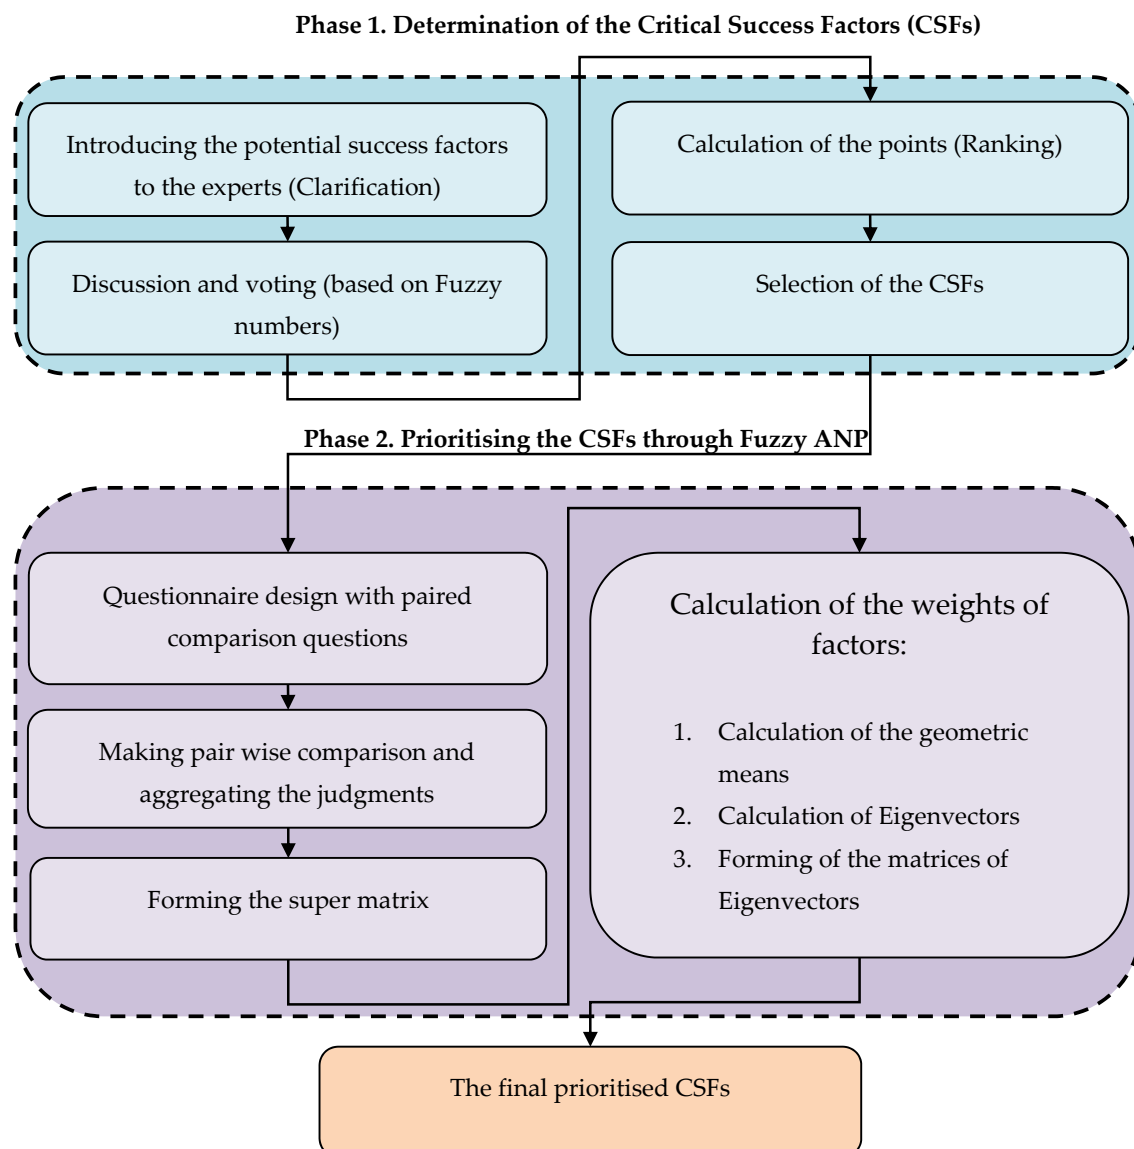 Phase 1. Determination of the Critical Success Factors (CSFs)
Introducing the potential success factors
to the experts (Clarification)
Discussion and voting (based on Fuzzy
numbers)
Calculation of the points (Ranking)
Selection of the CSFs
Phase 2. Prioritising the CSFs through Fuzzy ANP
Questionnaire design with paired
comparison questions
Making pair wise comparison and
aggregating the judgments
Forming the super matrix
Calculation of the weights of
factors:
1. Calculation of the geometric
means
2. Calculation of Eigenvectors
3. Forming of the matrices of
Eigenvectors
The final prioritised CSFs